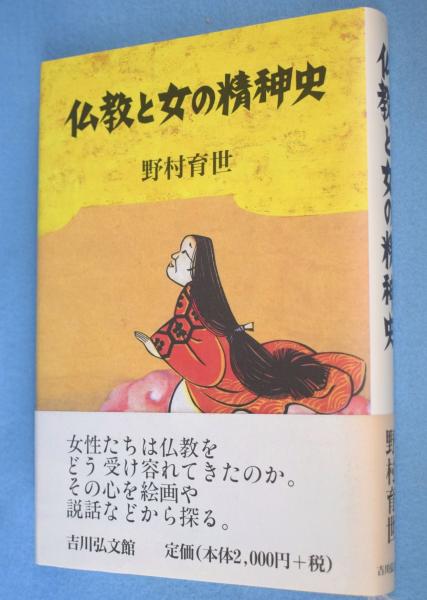 仏教と女の精神史
野村育世
女性たちは仏教を
どう受け容れてきたのか。
その心を絵画や
説話などから探る。
吉川弘文館 定価(本体2,000円+税)
仏教と女の精神史
野村育世